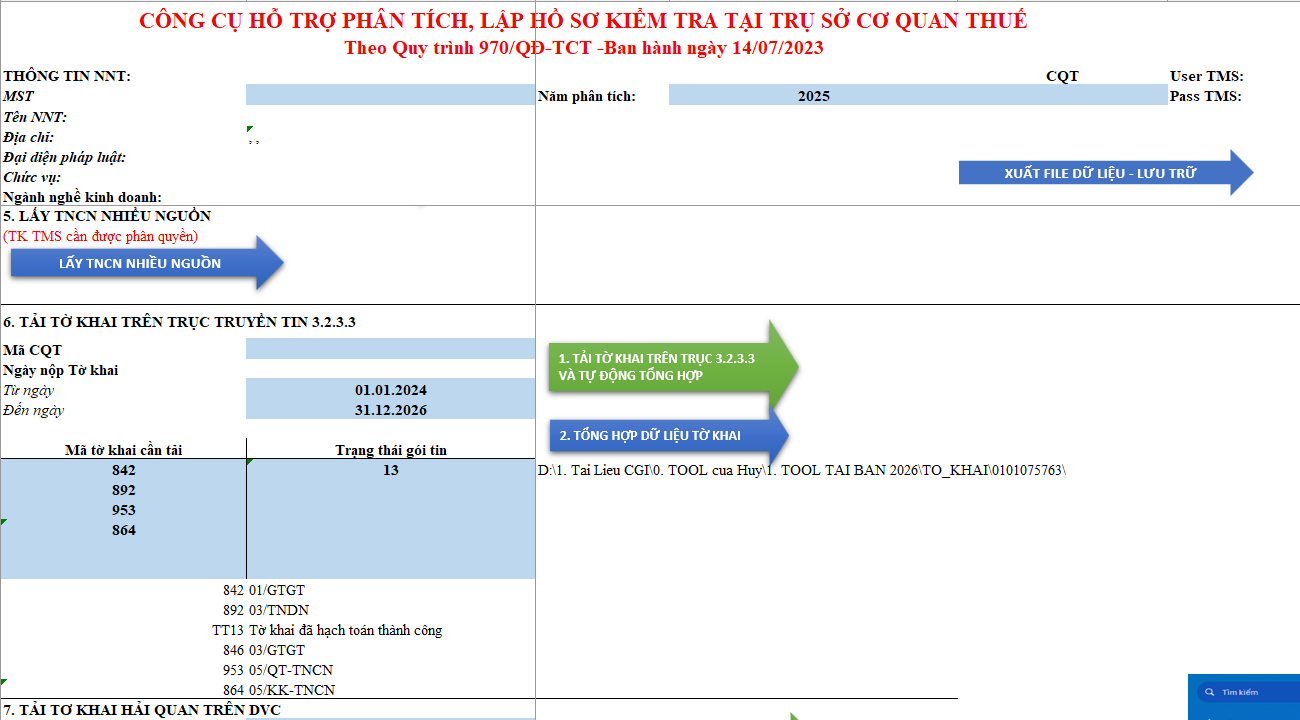 CÔNG CỤ HỖ TRỢ PHÂN TÍCH, LẬP HỒ SƠ KIỂM TRA TẠI TRỤ SỞ CƠ QUAN THUẾ
Theo Quy trình 970/QĐ-TCT -Ban hành ngày 14/07/2023
THÔNG TIN NNT: CQT User TMS:
MST Năm phân tích: 2025 Pass TMS:
Tên NNT:
Địa chỉ: , ,
Đại diện pháp luật:
Chức vụ:
XUẤT FILE DỮ LIỆU - LƯU TRỮ
Ngành nghề kinh doanh:
5. LẤY TNCN NHIỀU NGUỒN
(TK TMS cần được phân quyền)
LẤY TNCN NHIỀU NGUỒN
6. TẢI TỜ KHAI TRÊN TRỤC TRUYỀN TIN 3.2.3.3
Mã CQT
Ngày nộp Tờ khai
Từ ngày 01.01.2024
Đến ngày 31.12.2026
1. TẢI TỜ KHAI TRÊN TRỤC 3.2.3.3
VÀ TỰ ĐỘNG TỔNG HỢP
2. TỔNG HỢP DỮ LIỆU TỜ KHAI
Mã tờ khai cần tải Trạng thái gói tin
842 13 D:\1. Tai Lieu CGI\0. TOOL cua Huy\1. TOOL TAI BAN 2026\TO_KHAI\0101075763\
892
953
864
842 01/GTGT
892 03/TNDN
TT13 Tờ khai đã hạch toán thành công
846 03/GTGT
953 05/QT-TNCN
864 05/KK-TNCN
Tìm kiếm
7. TẢI TƠ KHAI HẢI QUAN TRÊN DVC